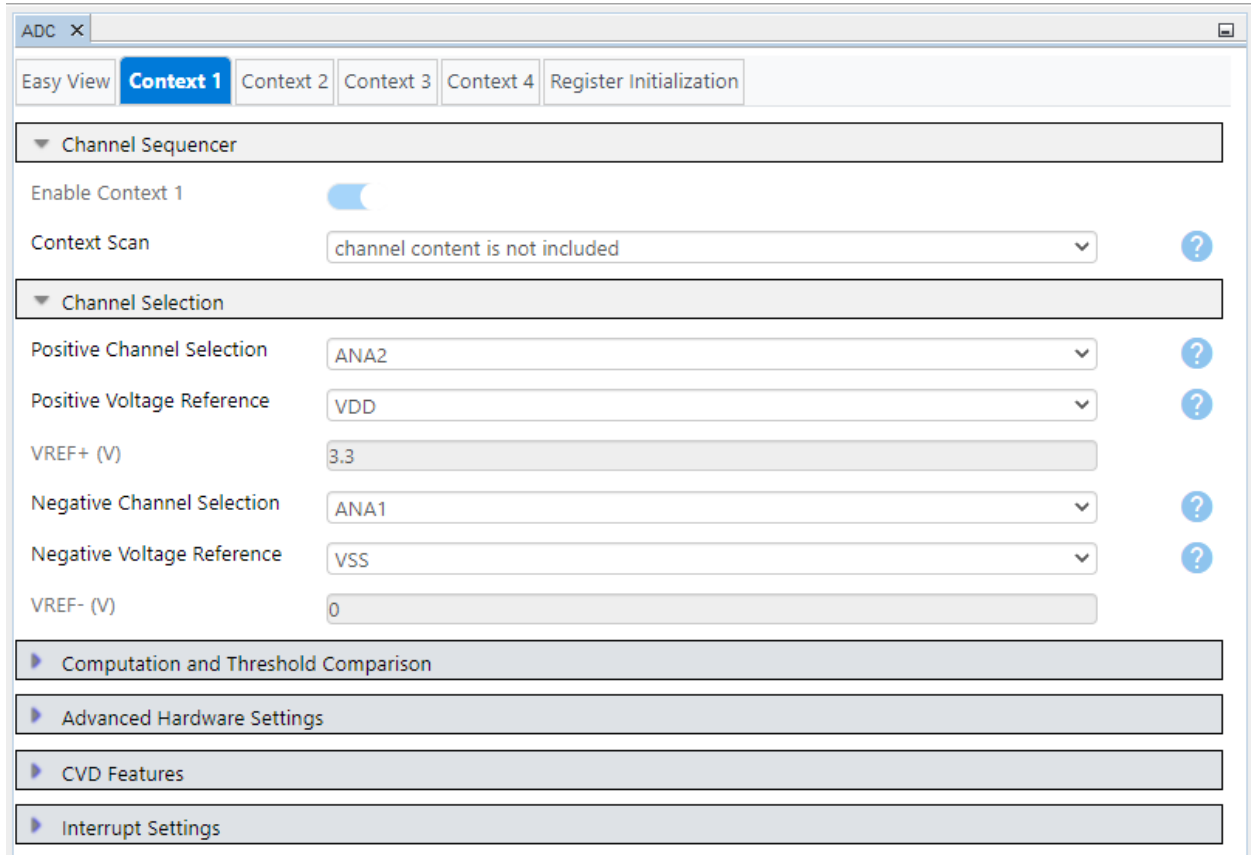 ADC
Easy View Context 1 Context 2 Context 3 Context 4 Register Initialization
Channel Sequencer
Enable Context 1
Context Scan channel content is not included ?
Channel Selection
Positive Channel Selection ANA2 ?
Positive Voltage Reference VDD ?
VREF+ (V) 3.3
Negative Channel Selection ANA1 ?
Negative Voltage Reference VSS ?
VREF- (V) 0
Computation and Threshold Comparison
Advanced Hardware Settings
CVD Features
Interrupt Settings